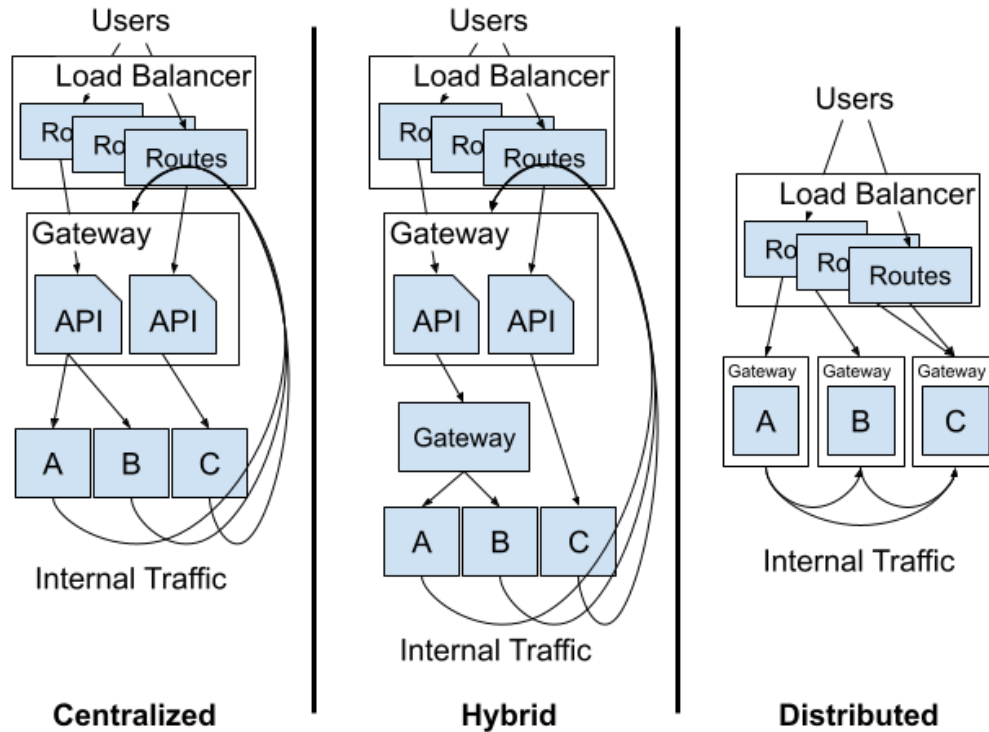 Users
Load Balancer
Ro
Ro
Routes
Gateway
API
API
A
B
C
Internal Traffic
Centralized
Users
Load Balancer
Ro
Ro
Routes
Gateway
API
API
Gateway
A
B
C
Internal Traffic
Hybrid
Users
Load Balancer
Ro
Ro
Routes
Gateway
Gateway
Gateway
A
B
C
Internal Traffic
Distributed